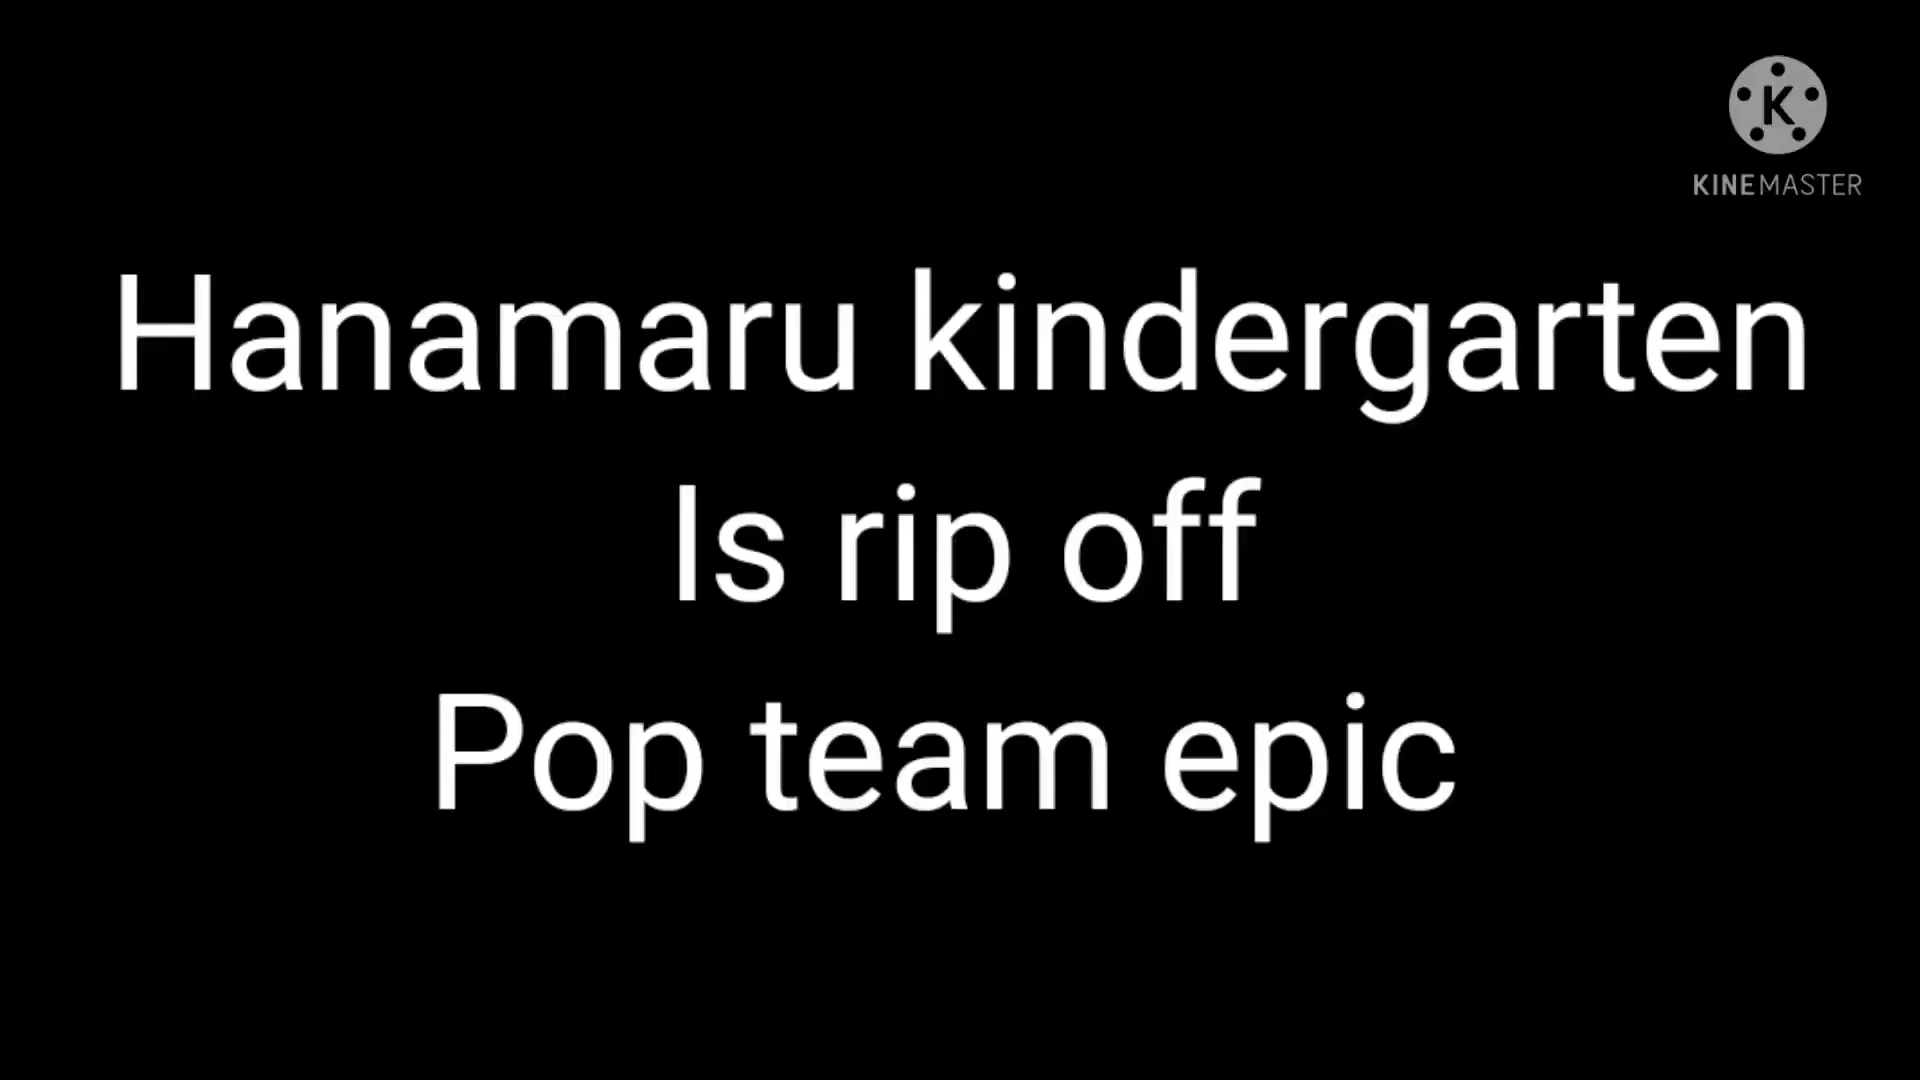 K
KINEMASTER
Hanamaru kindergarten
Is rip off
Pop team epic